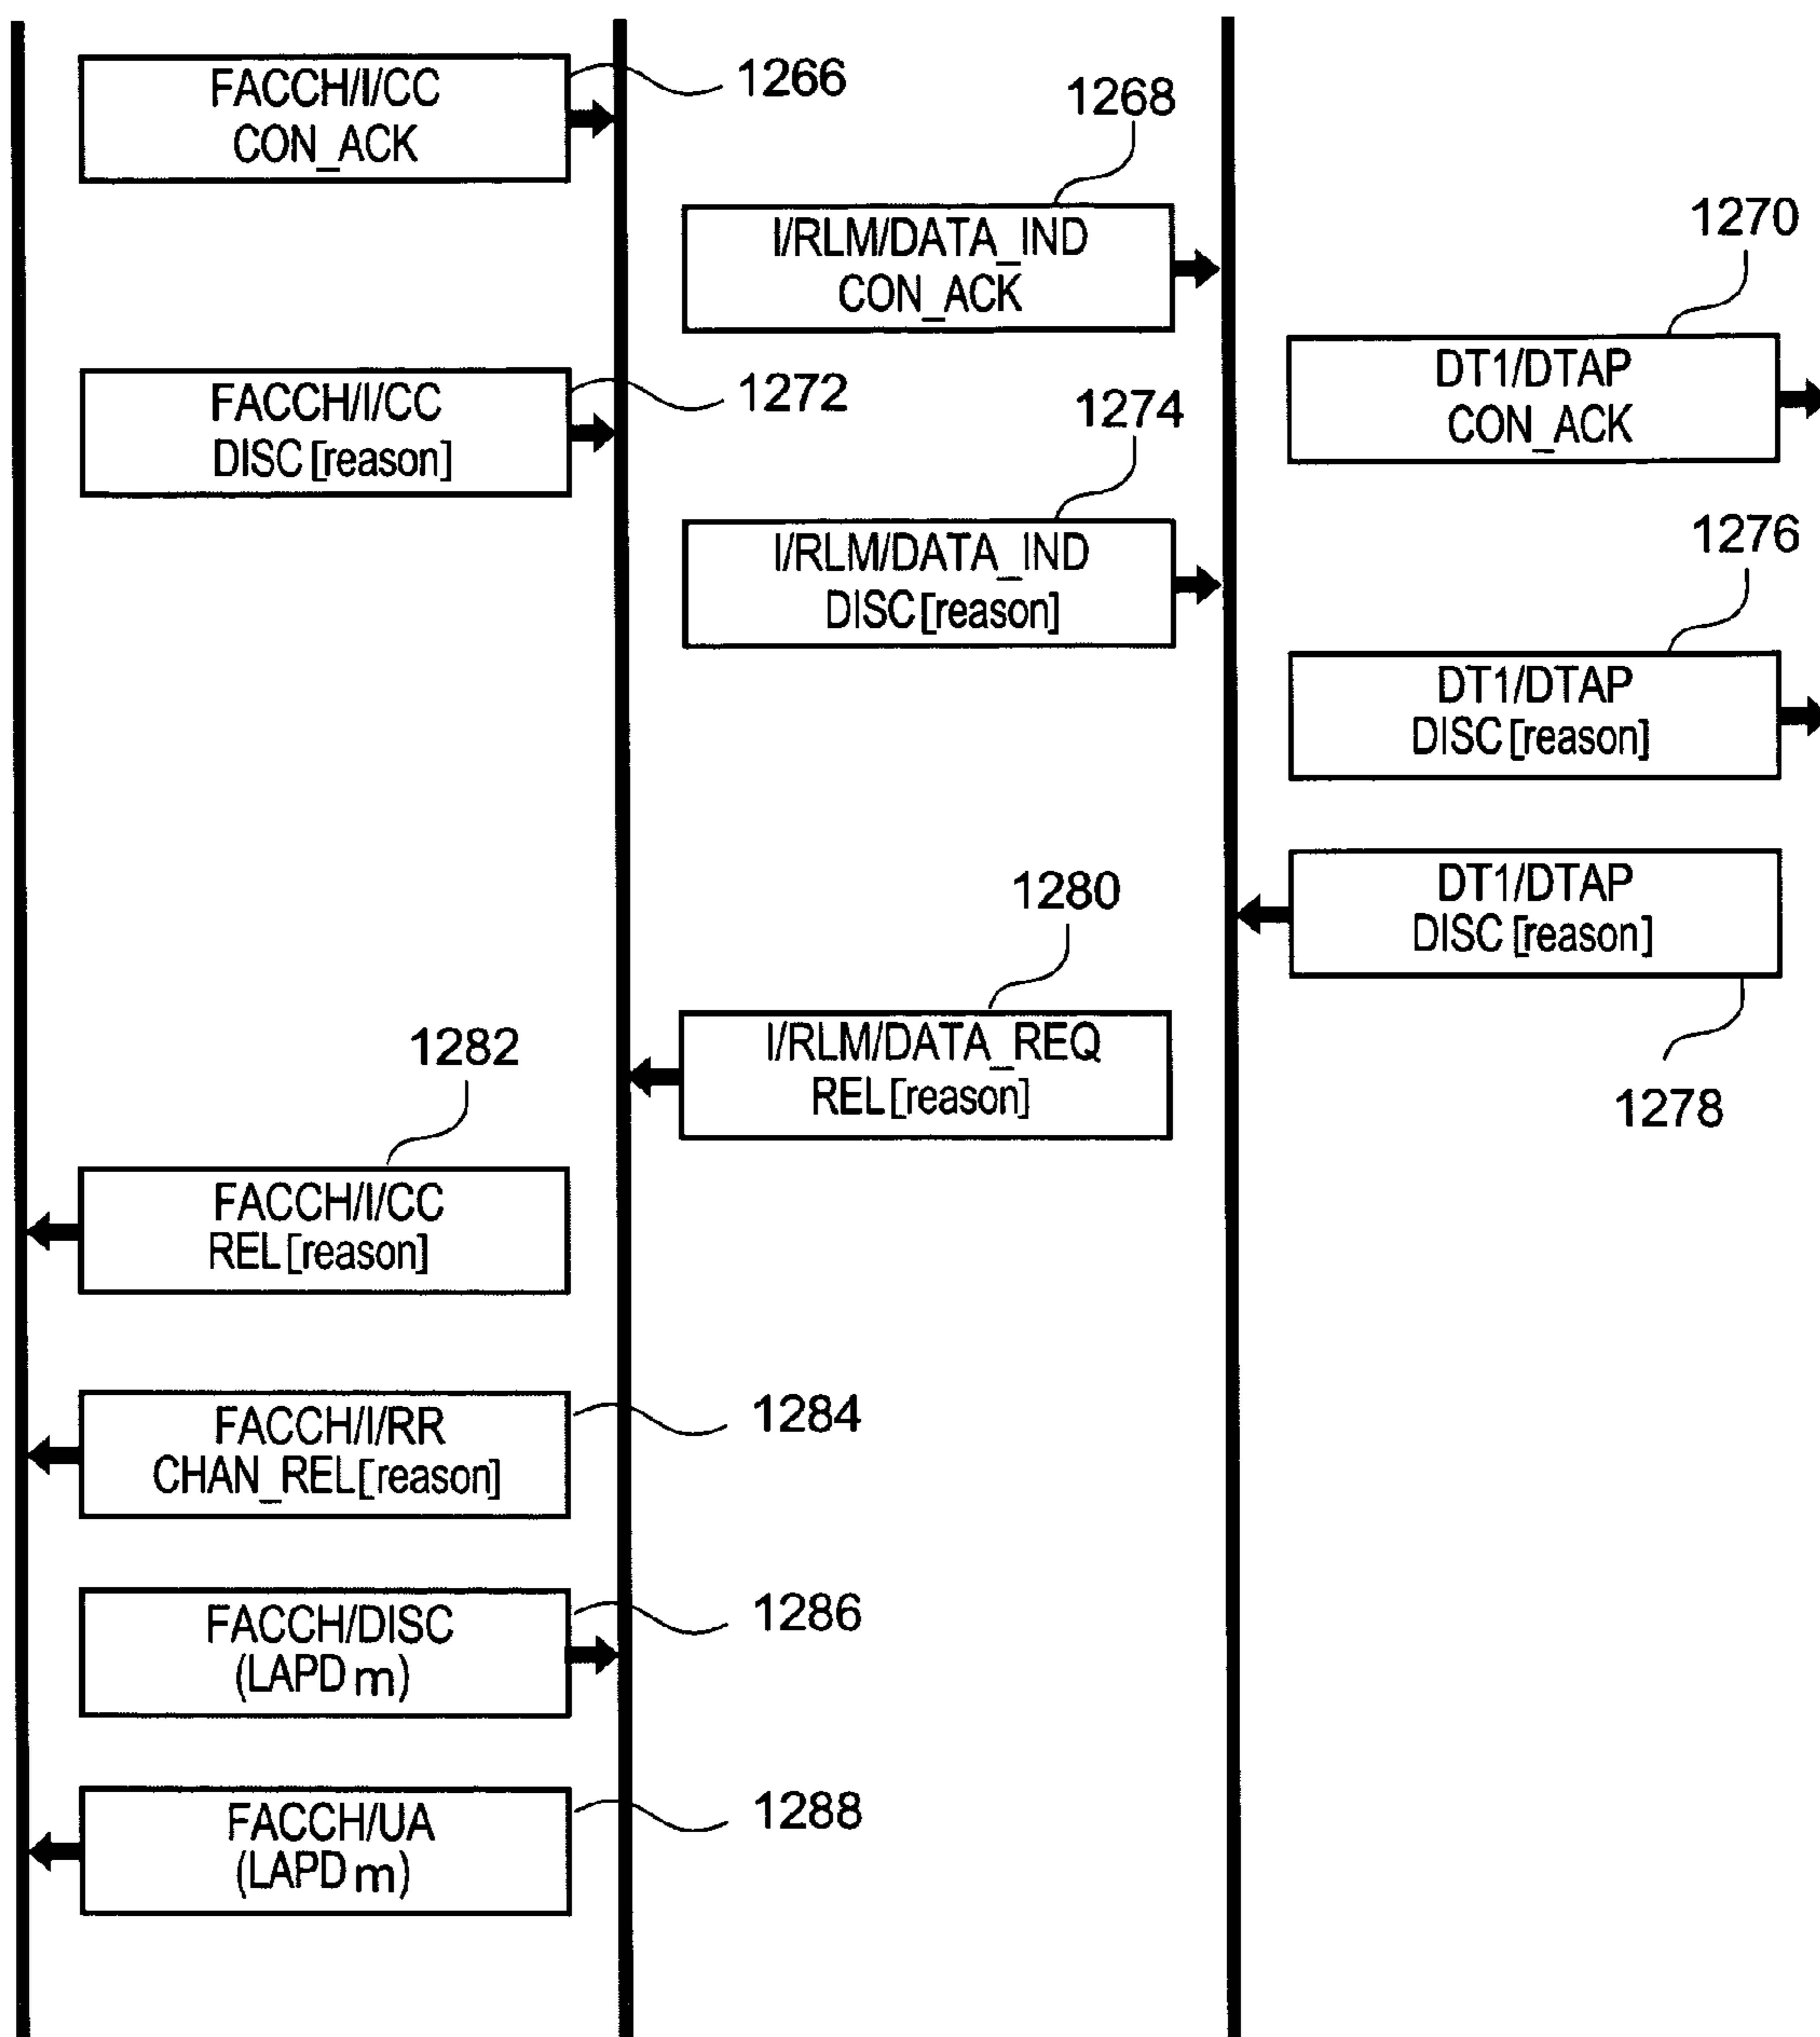 FACCH/I/CC
CON_ACK
1266
1268
I/RLM/DATA_IND
CON_ACK
1270
DT1/DTAP
CON_ACK
FACCH/I/CC
DISC[reason]
1272
1274
I/RLM/DATA_IND
DISC[reason]
1276
DT1/DTAP
DISC[reason]
DT1/DTAP
DISC[reason]
1278
1280
I/RLM/DATA_REQ
REL[reason]
1282
FACCH/I/CC
REL[reason]
FACCH/I/RR
CHAN_REL[reason]
1284
FACCH/DISC
(LAPDm)
1286
FACCH/UA
(LAPDm)
1288